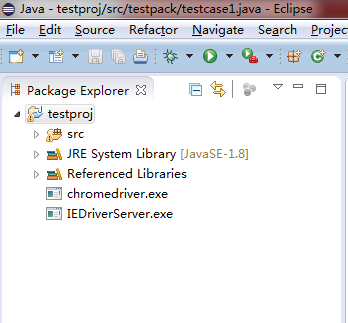 Java - testproj/src/testpack/testcase1.java - Eclipse
File Edit Source Refactor Navigate Search Project
Package Explorer
testproj
src
JRE System Library [JavaSE-1.8]
Referenced Libraries
chromedriver.exe
IEDriverServer.exe